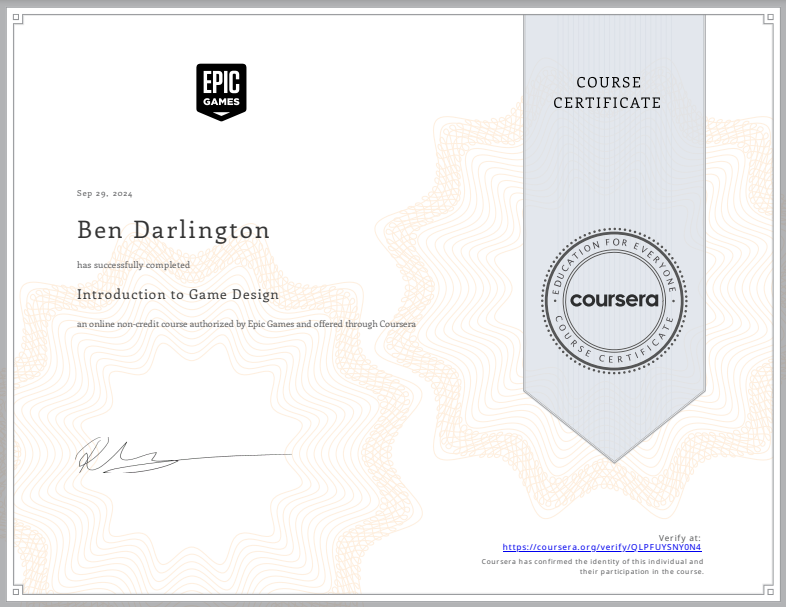 EPIC
GAMES
COURSE
CERTIFICATE
Sep 29, 2024
Ben Darlington
has successfully completed
Introduction to Game Design
an online non-credit course authorized by Epic Games and offered through Coursera
EDUCATION FOR EVERYONE
coursera
COURSE CERTIFICATE
Verify at:
https://coursera.org/verify/QLPFUYSNY0N4
Coursera has confirmed the identity of this individual and
their participation in the course.